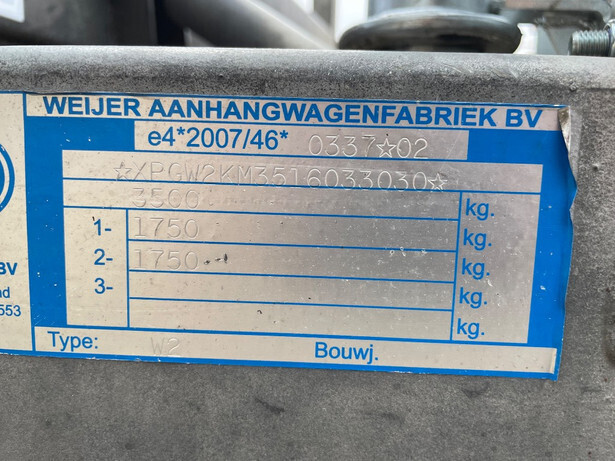 WEIJER AANHANGWAGENFABRIEK BV
e4*2007/46* 0337☆02
☆XPGW2KM3516033030☆
3500 kg.
1- 1750 kg.
2- 1750 kg.
3- kg.
kg.
Type: W2 Bouwj.
BV
nd
553